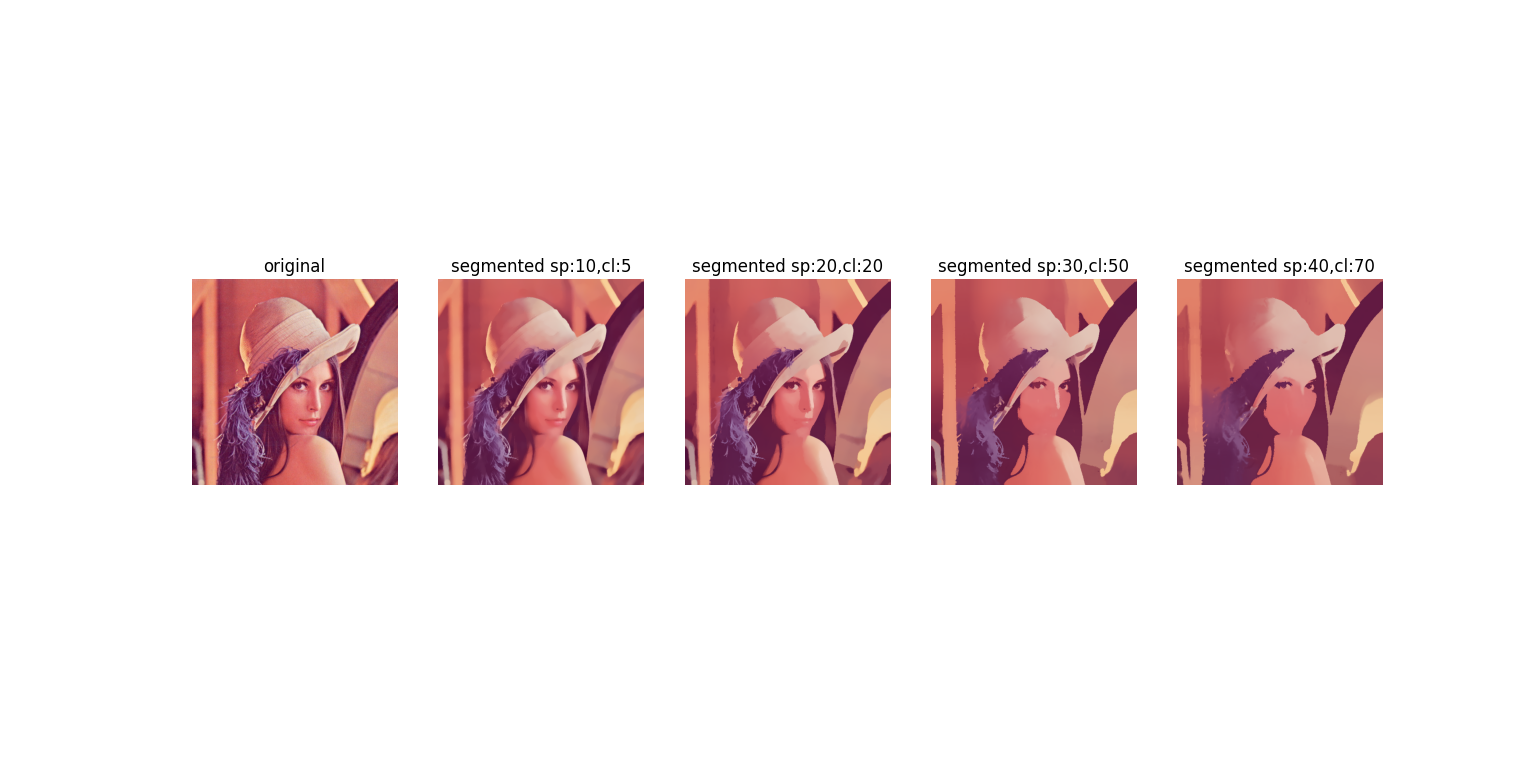 original
segmented sp:10,cl:5
segmented sp:20,cl:20
segmented sp:30,cl:50
segmented sp:40,cl:70